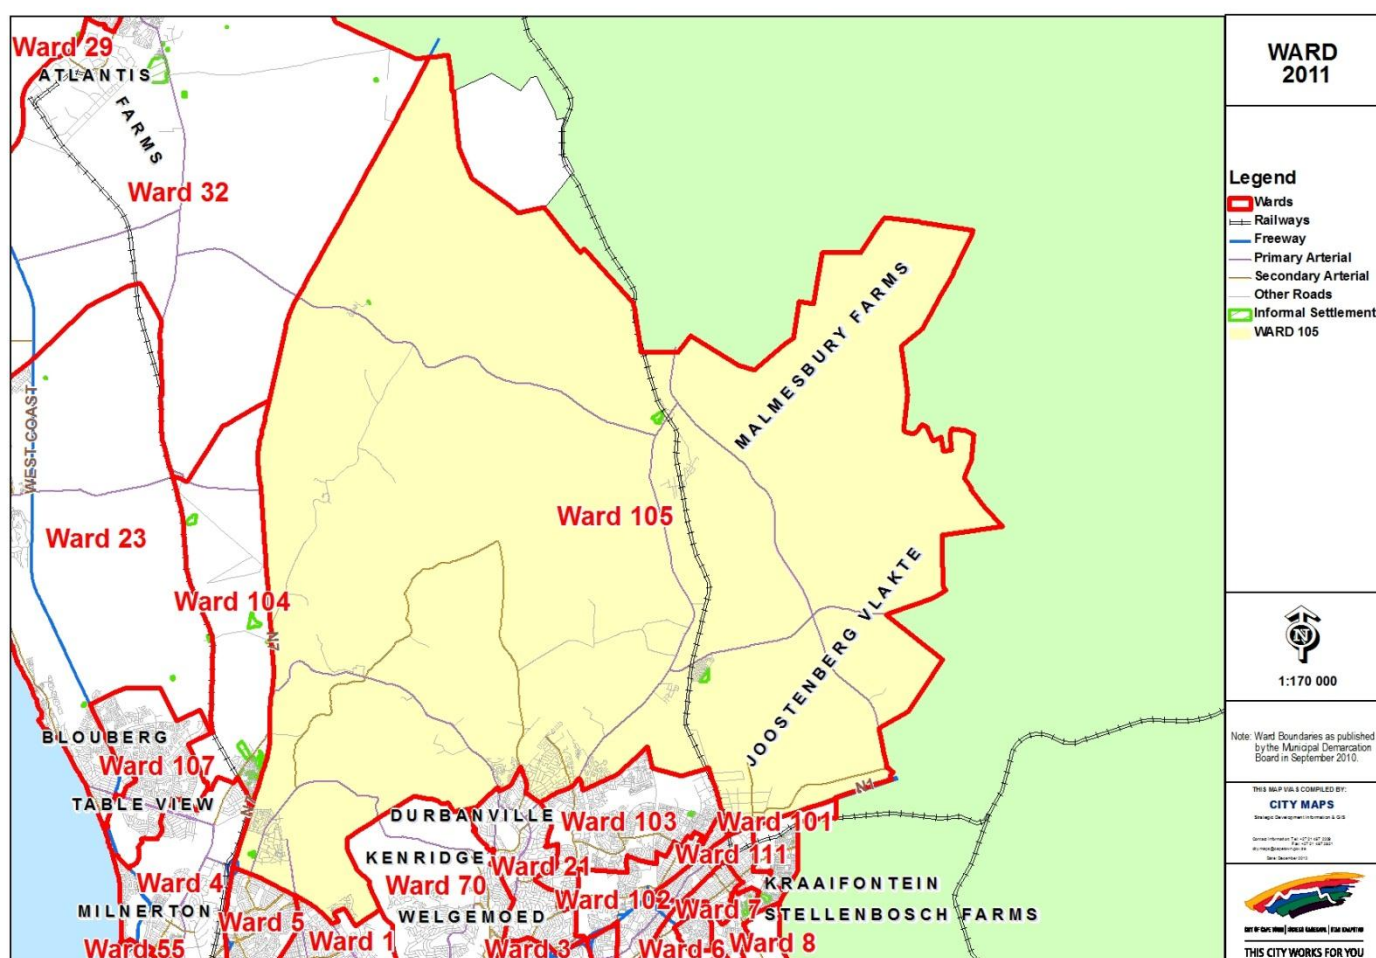 WARD
2011
Legend
Wards
Railways
Freeway
Primary Arterial
Secondary Arterial
Other Roads
Informal Settlement
WARD 105
1:170 000
Note: Ward Boundaries as published
by the Municipal Demarcation
Board in September 2010.
THIS MAP WAS COMPILED BY:
CITY MAPS
Strategic Development Information & GIS
THIS CITY WORKS FOR YOU
Ward 29
ATLANTIS
FARMS
Ward 32
WEST COAST
Ward 23
Ward 104
N7
MALMESBURY FARMS
Ward 105
JOOSTENBERG VLAKTE
BLOUBERG
Ward 107
TABLE VIEW
N7
DURBANVILLE
Ward 103
Ward 101
N1
KENRIDGE
Ward 21
Ward 111
Ward 70
Ward 4
KRAAIFONTEIN
Ward 102
Ward 7
MILNERTON
Ward 5
WELGEMOED
STELLENBOSCH FARMS
Ward 55
Ward 1
Ward 3
Ward 6
Ward 8